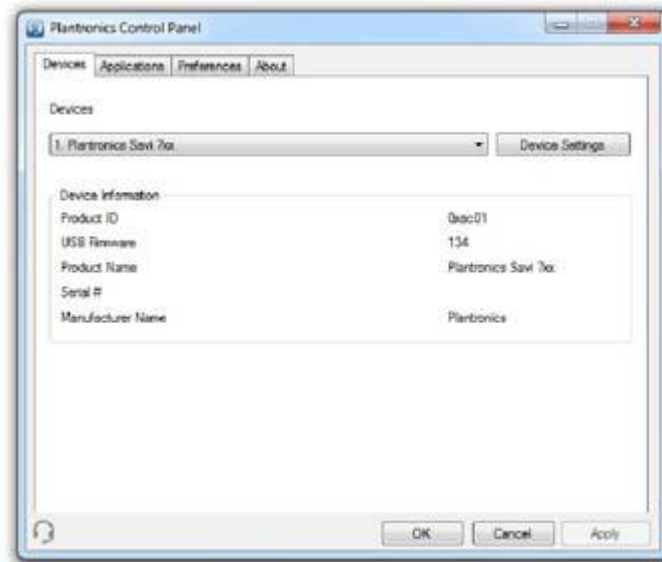 Plantronics Control Panel
Devices Applications Preferences About
Devices
1. Plantronics Savi 7xx Device Settings
Device Information
Product ID 0xac01
USB Firmware 134
Product Name Plantronics Savi 7xx
Serial #
Manufacturer Name Plantronics
OK Cancel Apply